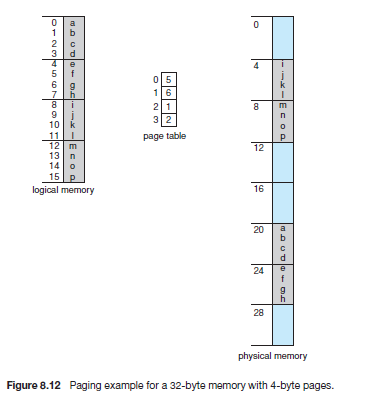 0 a
1 b
2 c
3 d
4 e
5 f
6 g
7 h
8 i
9 j
10 k
11 l
12 m
13 n
14 o
15 p
logical memory
0 5
1 6
2 1
3 2
page table
0
4 i
j
k
l
8 m
n
o
p
12
16
20 a
b
c
d
24 e
f
g
h
28
physical memory
Figure 8.12 Paging example for a 32-byte memory with 4-byte pages.